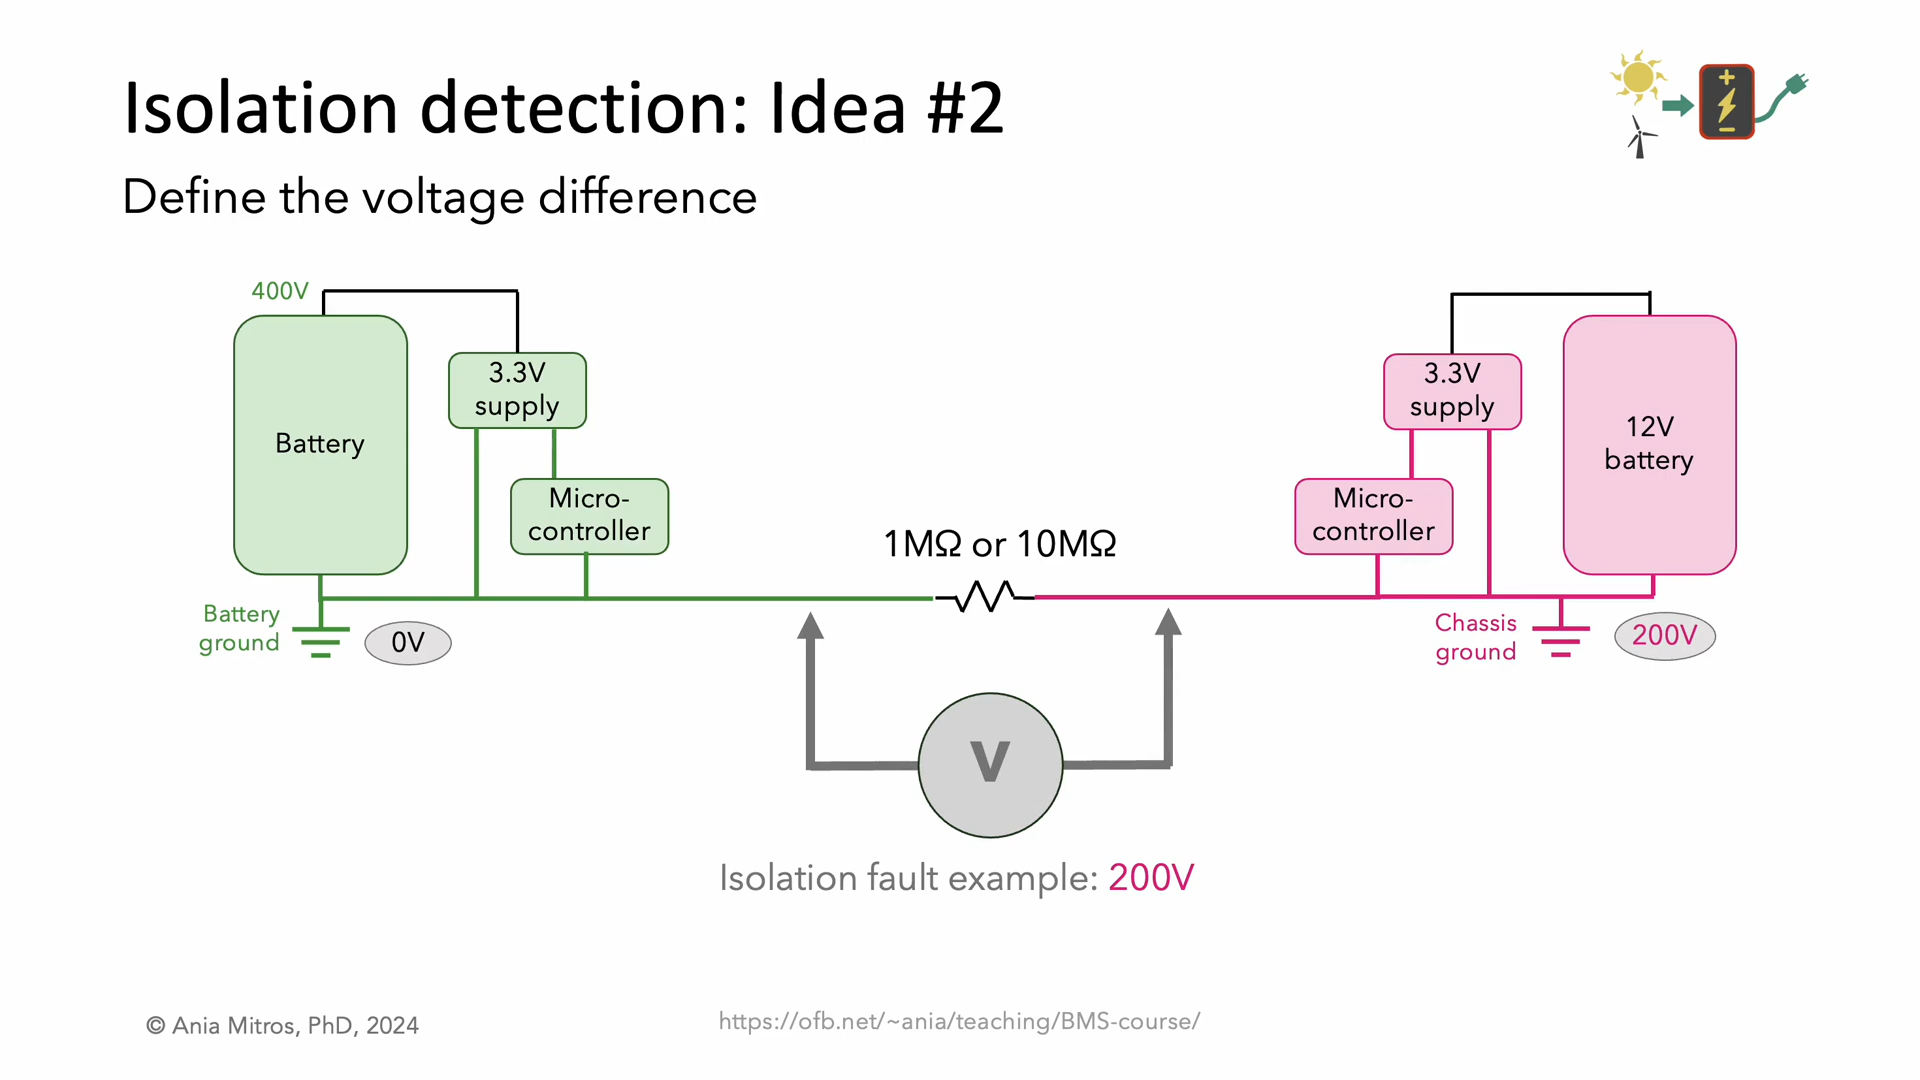 Isolation detection: Idea #2
Define the voltage difference
400V
Battery
3.3V
supply
Micro-
controller
Battery
ground
0V
1MΩ or 10MΩ
3.3V
supply
Micro-
controller
12V
battery
Chassis
ground
200V
V
Isolation fault example: 200V
© Ania Mitros, PhD, 2024
https://ofb.net/~ania/teaching/BMS-course/